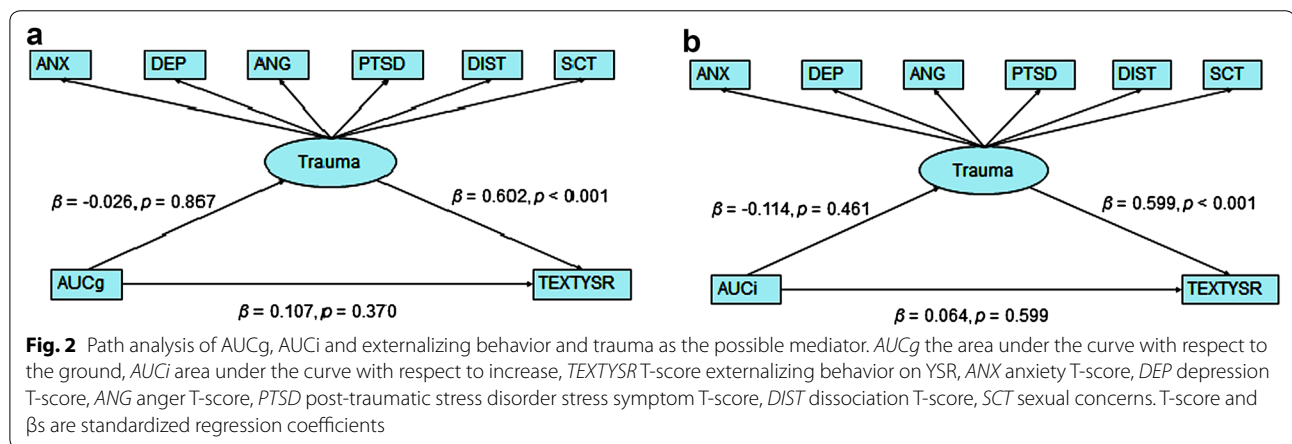 a
ANX DEP ANG PTSD DIST SCT
Trauma
β = -0.026, p = 0.867
β = 0.602, p < 0.001
AUCg
TEXTYSR
β = 0.107, p = 0.370
b
ANX DEP ANG PTSD DIST SCT
Trauma
β = -0.114, p = 0.461
β = 0.599, p < 0.001
AUCi
TEXTYSR
β = 0.064, p = 0.599
Fig. 2 Path analysis of AUCg, AUCi and externalizing behavior and trauma as the possible mediator. AUCg the area under the curve with respect to
the ground, AUCi area under the curve with respect to increase, TEXTYSR T-score externalizing behavior on YSR, ANX anxiety T-score, DEP depression
T-score, ANG anger T-score, PTSD post-traumatic stress disorder stress symptom T-score, DIST dissociation T-score, SCT sexual concerns. T-score and
βs are standardized regression coefficients